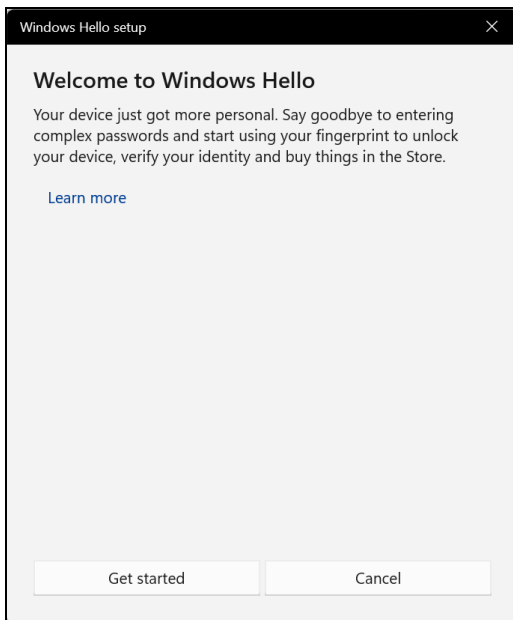 Windows Hello setup
Welcome to Windows Hello
Your device just got more personal. Say goodbye to entering
complex passwords and start using your fingerprint to unlock
your device, verify your identity and buy things in the Store.
Learn more
Get started
Cancel